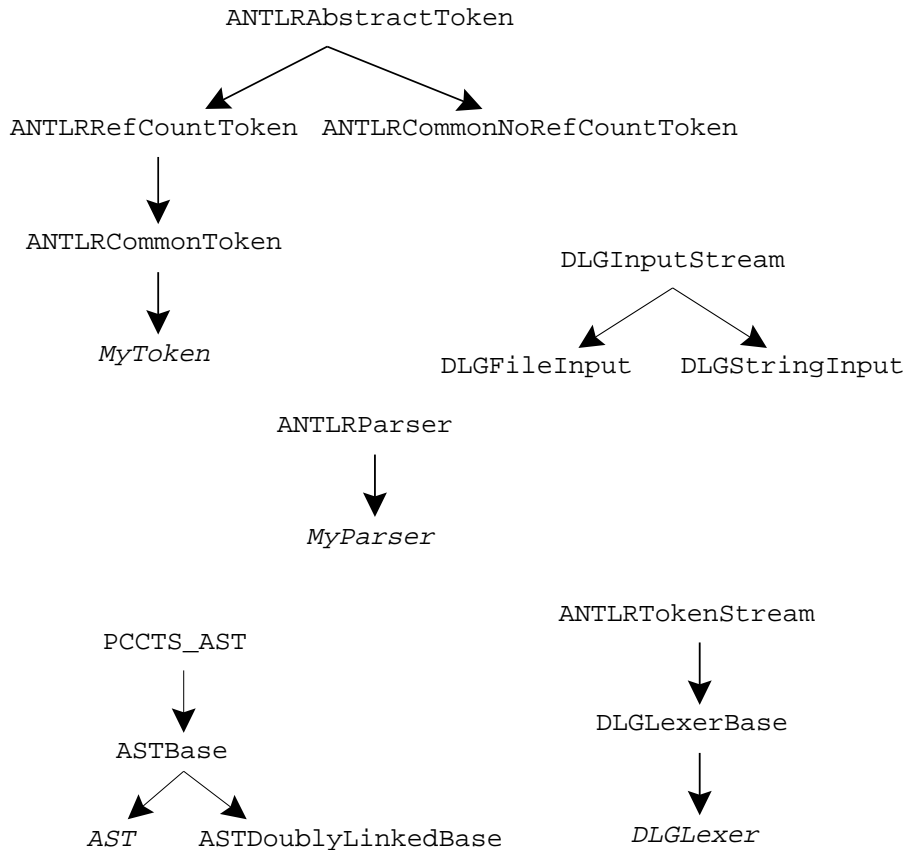 ANTLRAbstractToken
ANTLRRefCountToken ANTLRCommonNoRefCountToken
ANTLRCommonToken
DLGInputStream
MyToken
DLGFileInput DLGStringInput
ANTLRParser
MyParser
ANTLRTokenStream
PCCTS_AST
DLGLexerBase
ASTBase
AST ASTDoublyLinkedBase
DLGLexer